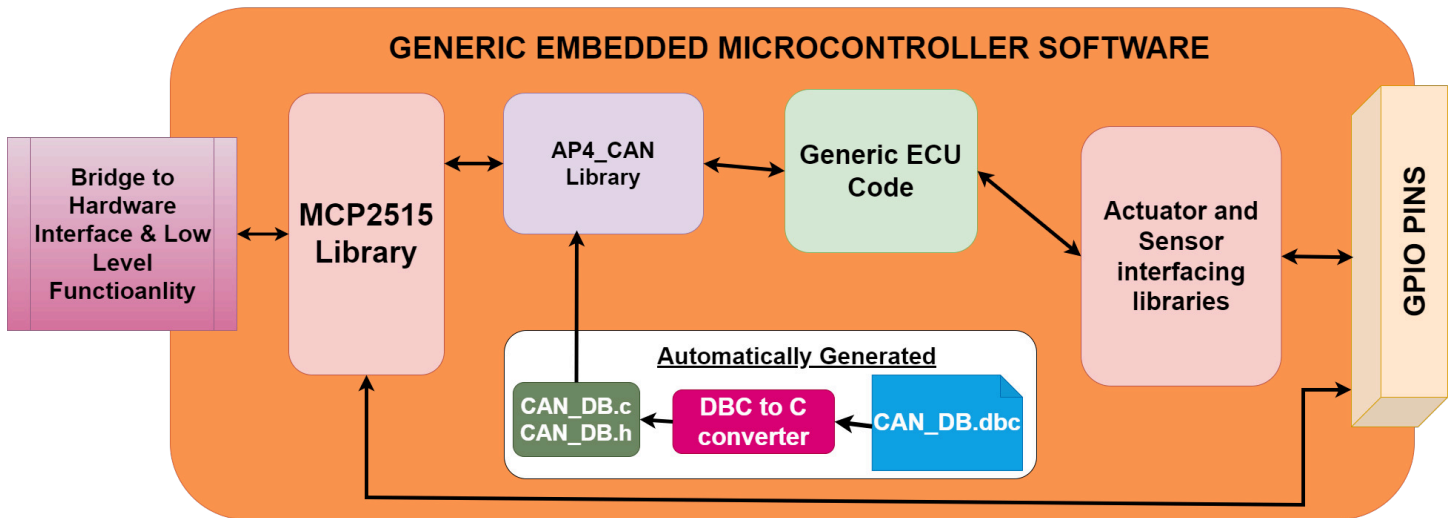 GENERIC EMBEDDED MICROCONTROLLER SOFTWARE
Bridge to
Hardware
Interface & Low
Level
Functioanlity
MCP2515
Library
AP4_CAN
Library
Generic ECU
Code
Actuator and
Sensor
interfacing
libraries
GPIO PINS
Automatically Generated
CAN_DB.c
CAN_DB.h
DBC to C
converter
CAN_DB.dbc